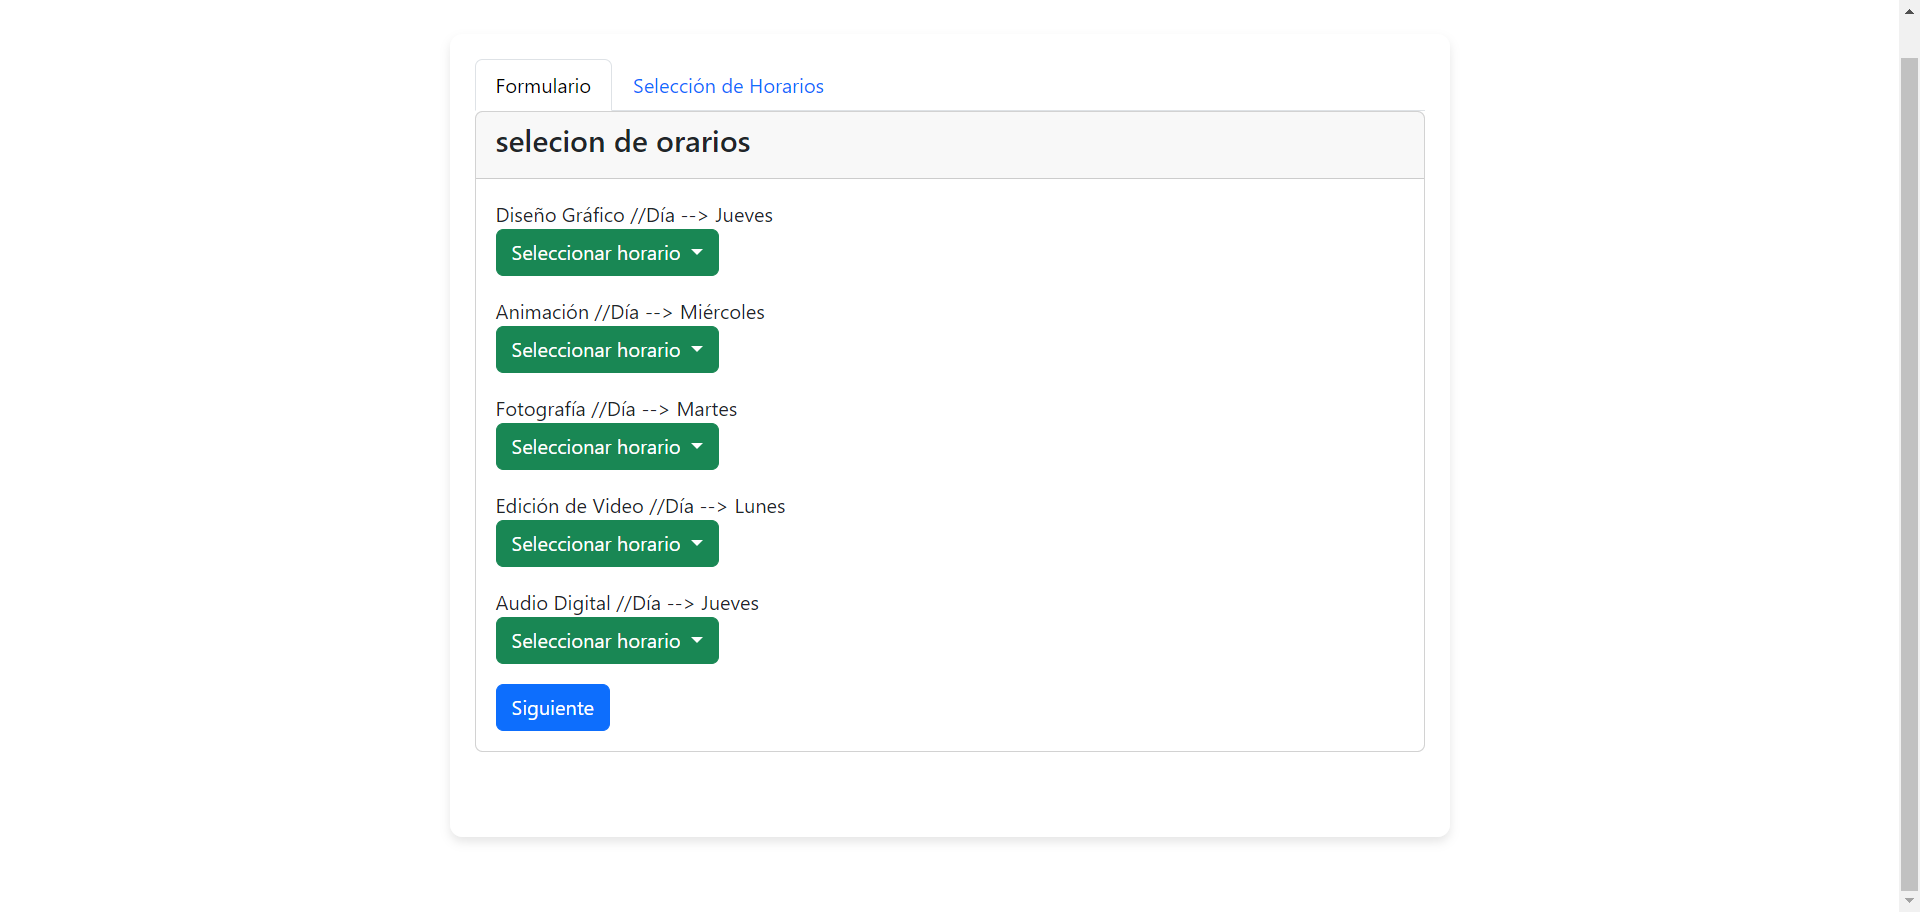 Formulario
Selección de Horarios
selecion de orarios
Diseño Gráfico //Día --> Jueves
Seleccionar horario
Animación //Día --> Miércoles
Seleccionar horario
Fotografía //Día --> Martes
Seleccionar horario
Edición de Video //Día --> Lunes
Seleccionar horario
Audio Digital //Día --> Jueves
Seleccionar horario
Siguiente